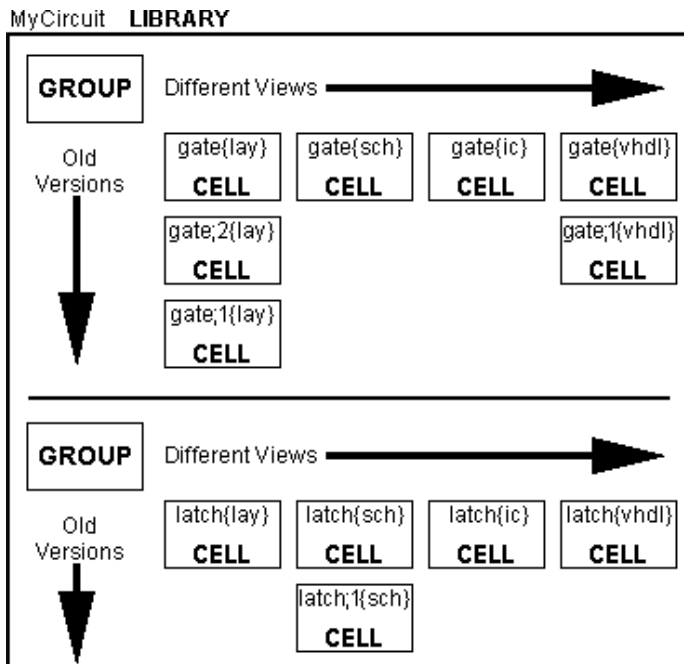 MyCircuit LIBRARY
GROUP Different Views
Old
Versions
gate{lay} gate{sch} gate{ic} gate{vhdl}
CELL CELL CELL CELL
gate;2{lay} gate;1{vhdl}
CELL CELL
gate;1{lay}
CELL
GROUP Different Views
Old
Versions
latch{lay} latch{sch} latch{ic} latch{vhdl}
CELL CELL CELL CELL
latch;1{sch}
CELL